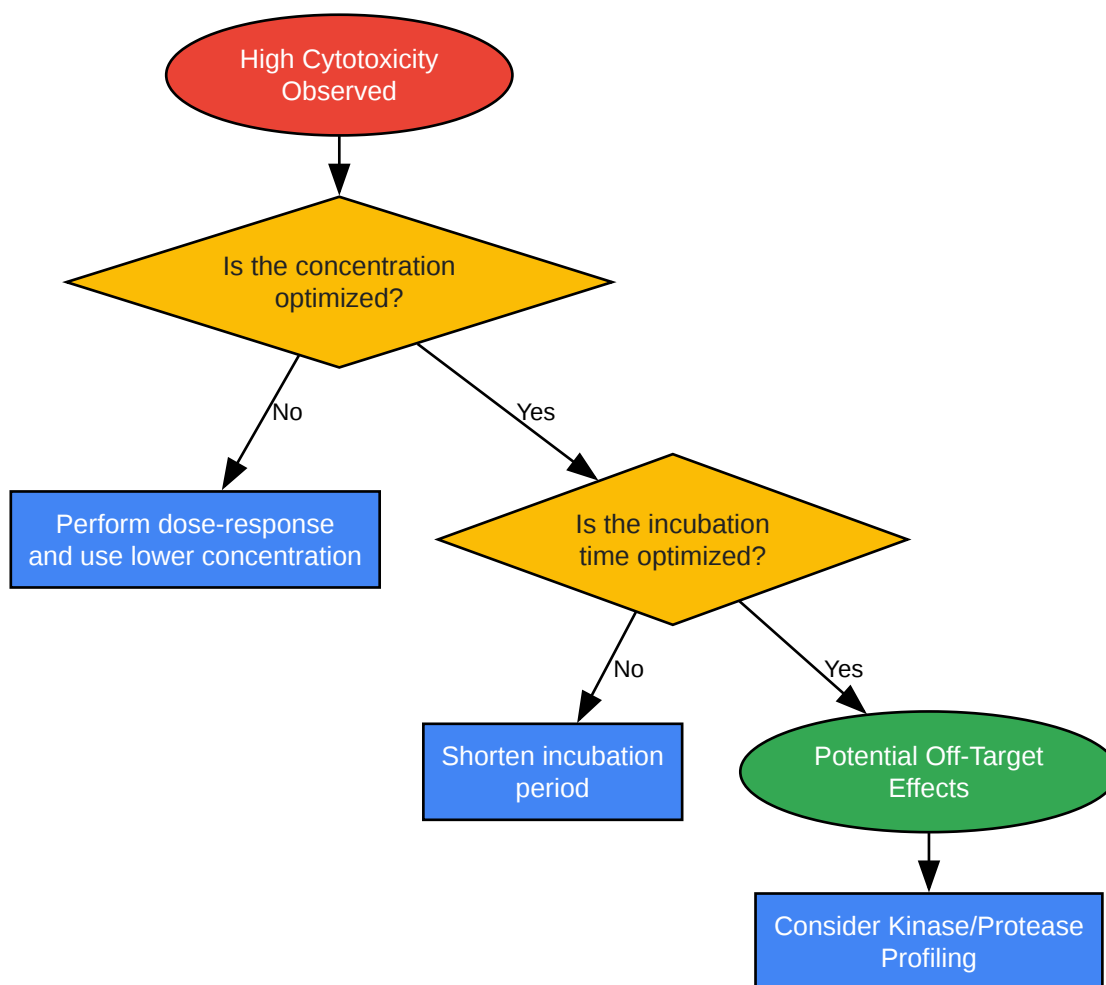 High Cytotoxicity
Observed
Is the concentration
optimized?
No
Yes
Perform dose-response
and use lower concentration
Is the incubation
time optimized?
No
Yes
Shorten incubation
period
Potential Off-Target
Effects
Consider Kinase/Protease
Profiling